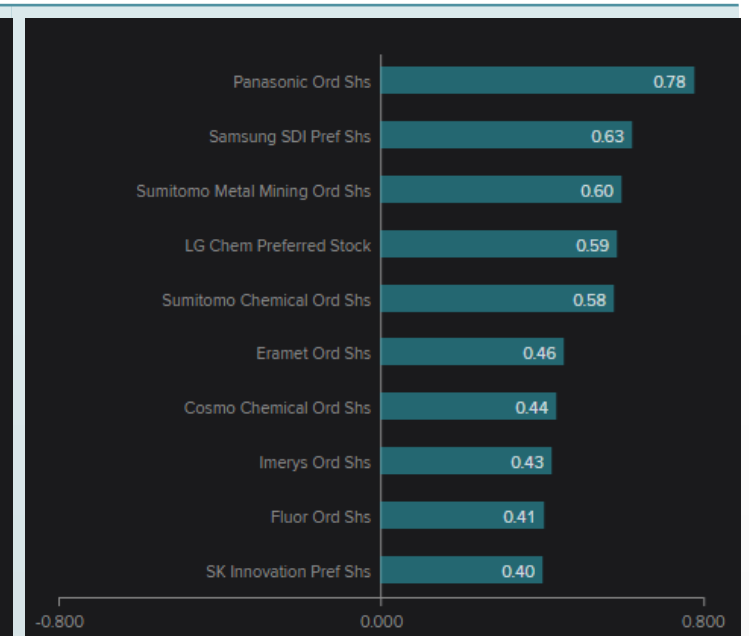 Panasonic Ord Shs 0.78
Samsung SDI Pref Shs 0.63
Sumitomo Metal Mining Ord Shs 0.60
LG Chem Preferred Stock 0.59
Sumitomo Chemical Ord Shs 0.58
Eramet Ord Shs 0.46
Cosmo Chemical Ord Shs 0.44
Imerys Ord Shs 0.43
Fluor Ord Shs 0.41
SK Innovation Pref Shs 0.40
-0.800 0.000 0.800